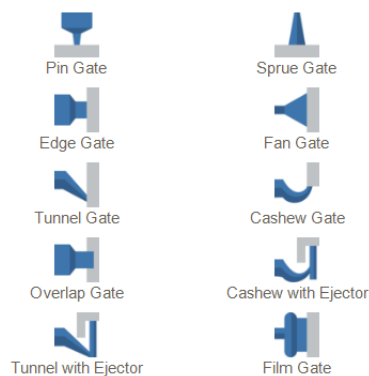 Pin Gate
Sprue Gate
Edge Gate
Fan Gate
Tunnel Gate
Cashew Gate
Overlap Gate
Cashew with Ejector
Tunnel with Ejector
Film Gate